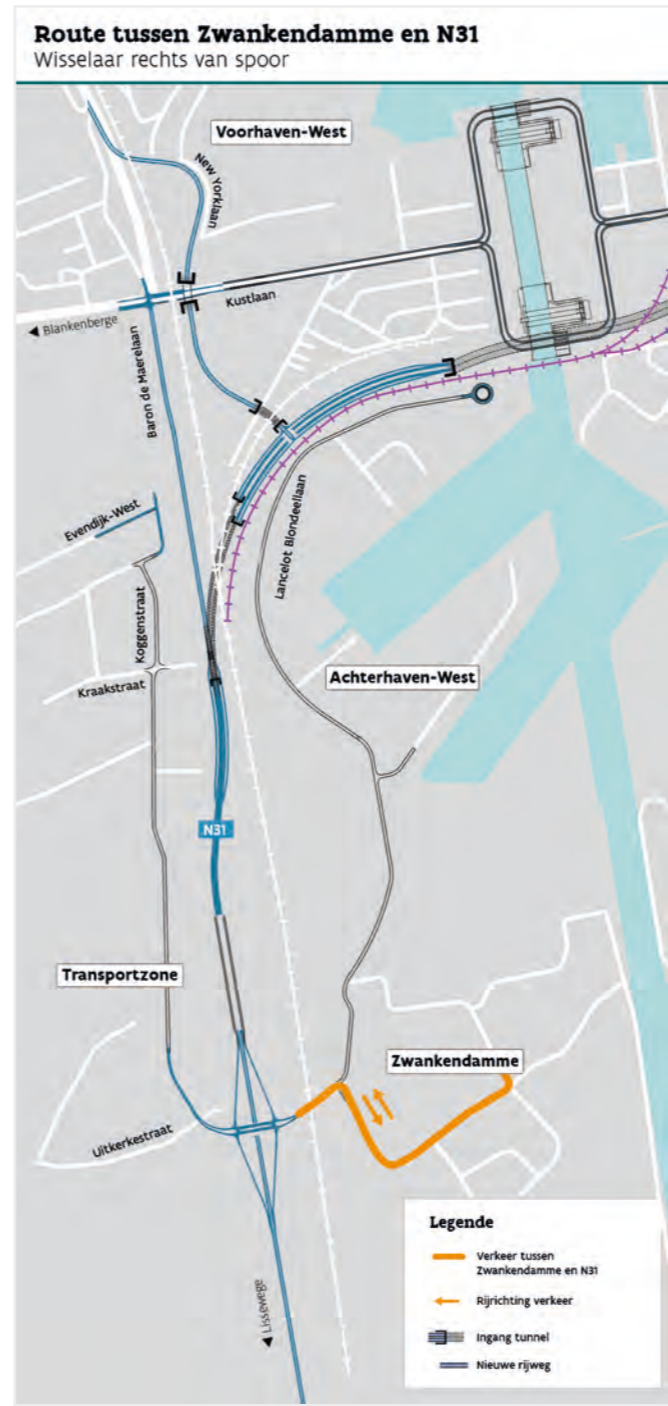 Route tussen Zwankendamme en N31
Wisselaar rechts van spoor
Voorhaven-West
New Yorklaan
Kustlaan
◀ Blankenberge
Baron de Maerelaan
Evendijk-West
Lancelot Blondeellaan
Koggenstraat
Achterhaven-West
Kraakstraat
N31
Transportzone
Zwankendamme
Uitkerkestraat
◀ Lissewege
Legende
Verkeer tussen
Zwankendamme en N31
Rijrichting verkeer
Ingang tunnel
Nieuwe rijweg